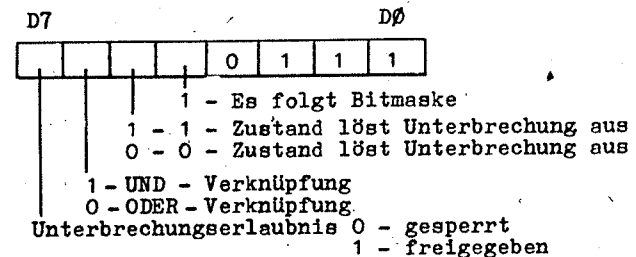 D7 D0
0 1 1 1
1 - Es folgt Bitmaske
1 - 1 - Zustand löst Unterbrechung aus
0 - 0 - Zustand löst Unterbrechung aus
1 - UND - Verknüpfung
0 - ODER - Verknüpfung
Unterbrechungserlaubnis 0 - gesperrt
1 - freigegeben